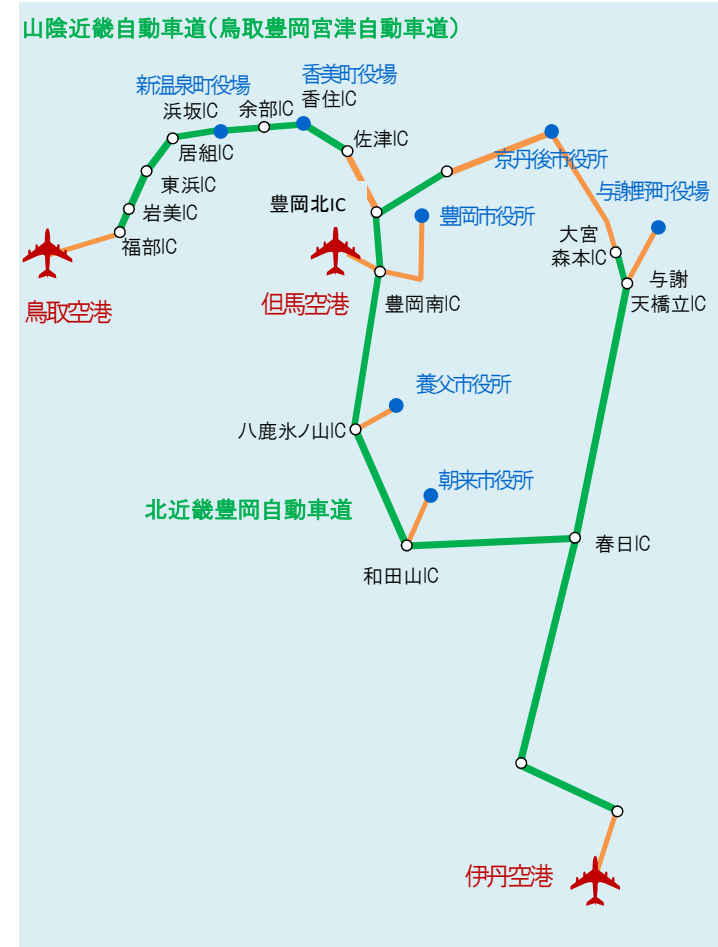 山陰近畿自動車道(鳥取豊岡宮津自動車道)
香美町役場
新温泉町役場
香住IC
余部IC
浜坂IC
佐津IC
居組IC
京丹後市役所
東浜IC
与謝野町役場
豊岡北IC
岩美IC
豊岡市役所
福部IC
大宮
森本IC
与謝
天橋立IC
鳥取空港
但馬空港
豊岡南IC
養父市役所
八鹿氷ノ山IC
朝来市役所
北近畿豊岡自動車道
春日IC
和田山IC
伊丹空港